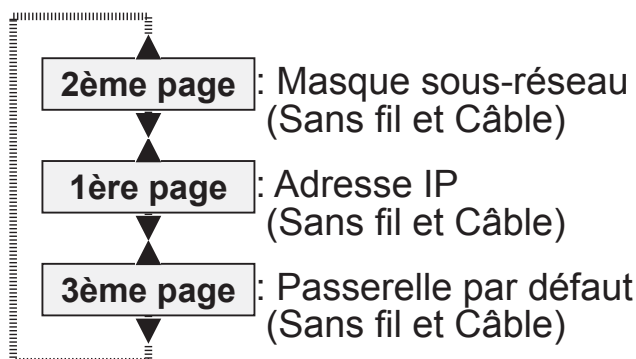 2ème page : Masque sous-réseau
(Sans fil et Câble)
1ère page : Adresse IP
(Sans fil et Câble)
3ème page : Passerelle par défaut
(Sans fil et Câble)